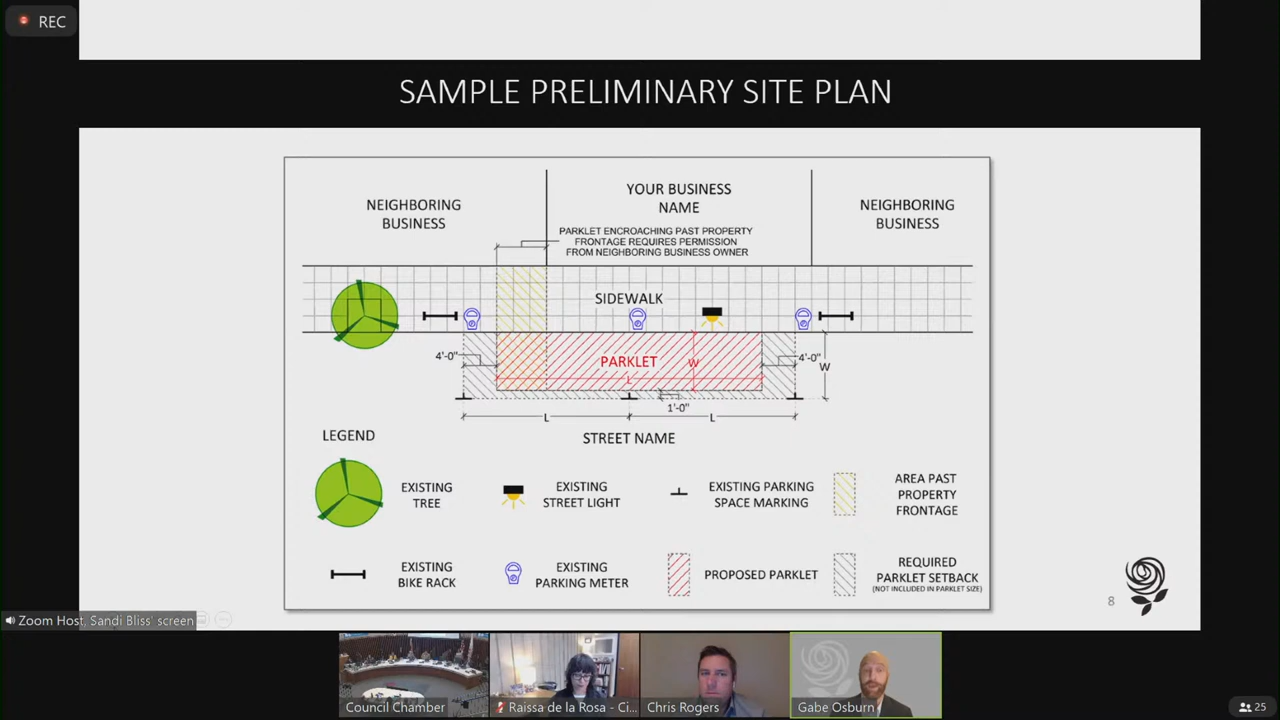 REC
SAMPLE PRELIMINARY SITE PLAN
NEIGHBORING
BUSINESS
YOUR BUSINESS
NAME
NEIGHBORING
BUSINESS
PARKLET ENCROACHING PAST PROPERTY
FRONTAGE REQUIRES PERMISSION
FROM NEIGHBORING BUSINESS OWNER
SIDEWALK
4'-0"
PARKLET
W
L
4'-0"
W
1'-0"
L
L
STREET NAME
LEGEND
EXISTING
TREE
EXISTING
STREET LIGHT
EXISTING PARKING
SPACE MARKING
AREA PAST
PROPERTY
FRONTAGE
EXISTING
BIKE RACK
EXISTING
PARKING METER
PROPOSED PARKLET
REQUIRED
PARKLET SETBACK
(NOT INCLUDED IN PARKLET SIZE)
8
Zoom Host, Sandi Bliss' screen
Council Chamber
Raissa de la Rosa - Ci...
Chris Rogers
Gabe Osburn
25